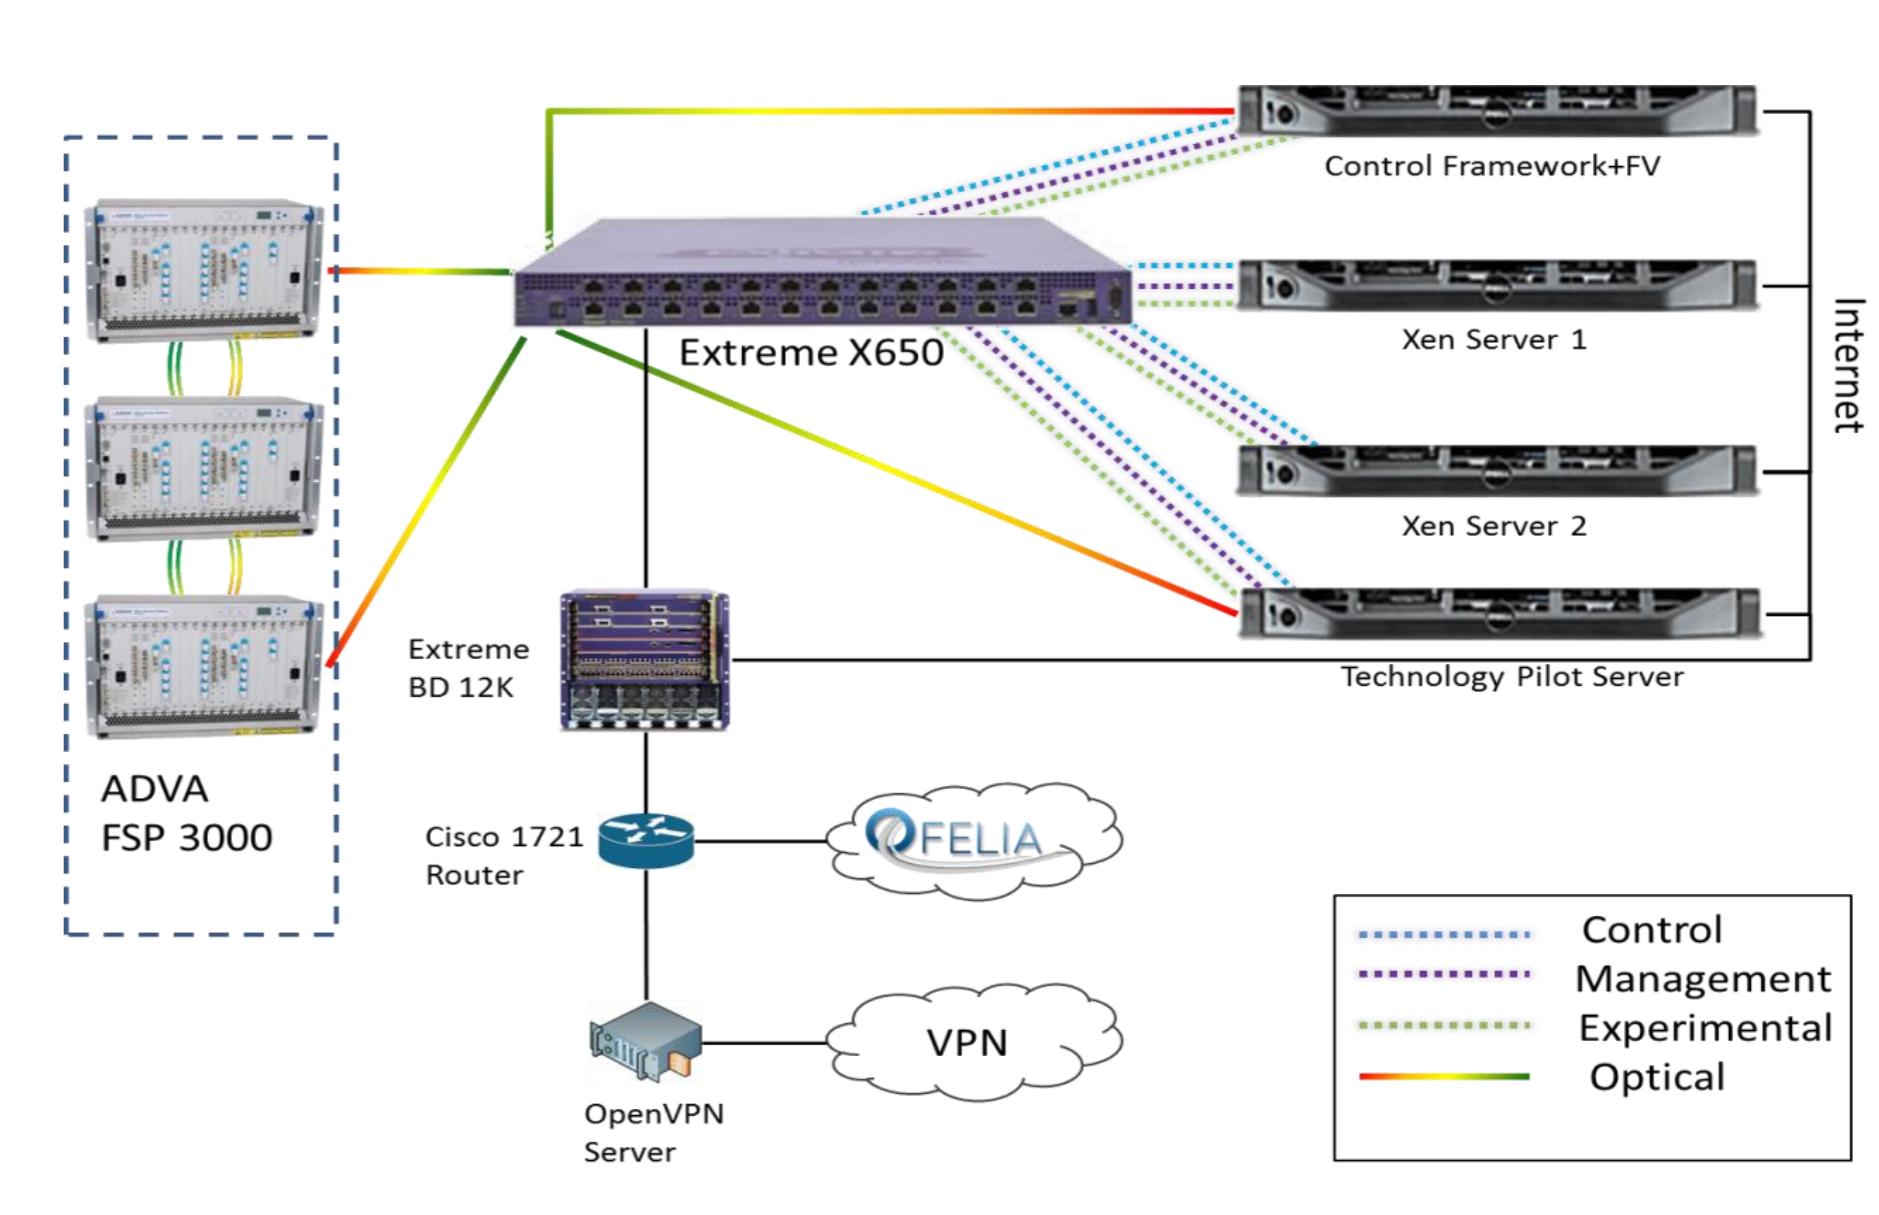 Control Framework+FV
Extreme X650
Xen Server 1
Internet
Xen Server 2
Extreme
BD 12K
Technology Pilot Server
ADVA
FSP 3000
Cisco 1721
Router
OFELIA
VPN
OpenVPN
Server
Control
Management
Experimental
Optical